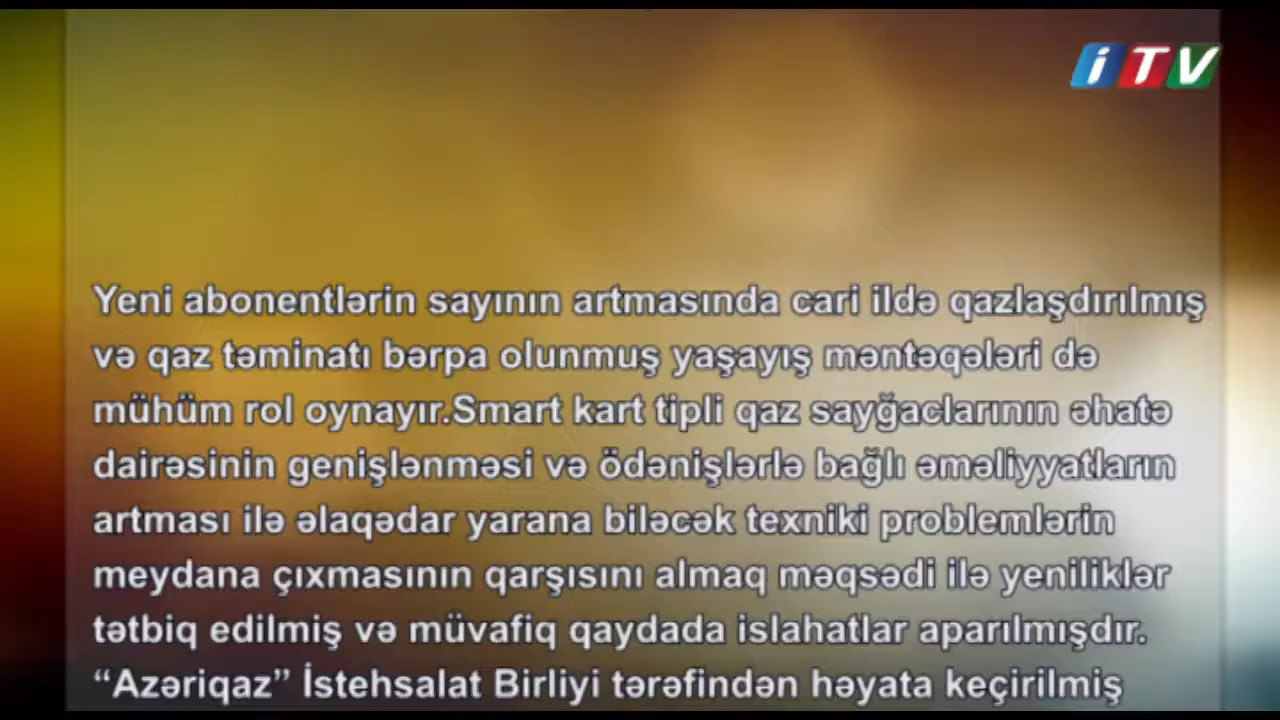 iTV
Yeni abonentlərin sayının artmasında cari ildə qazlaşdırılmış
və qaz təminatı bərpa olunmuş yaşayış məntəqələri də
mühüm rol oynayır.Smart kart tipli qaz sayğaclarının əhatə
dairəsinin genişlənməsi və ödənişlərlə bağlı əməliyyatların
artması ilə əlaqədar yarana biləcək texniki problemlərin
meydana çıxmasının qarşısını almaq məqsədi ilə yeniliklər
tətbiq edilmiş və müvafiq qaydada islahatlar aparılmışdır.
“Azəriqaz” İstehsalat Birliyi tərəfindən həyata keçirilmiş